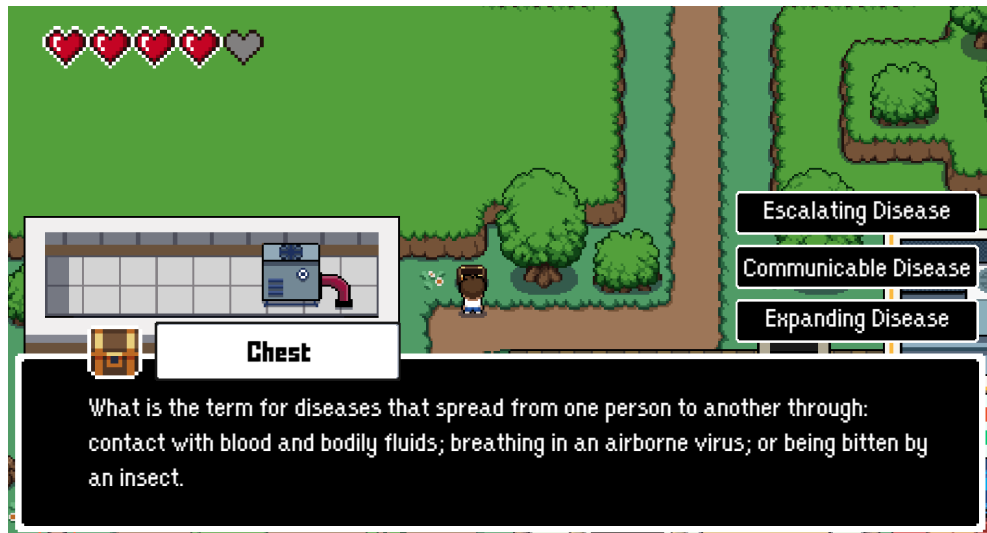 Escalating Disease
Communicable Disease
Expanding Disease
Chest
What is the term for diseases that spread from one person to another through:
contact with blood and bodily fluids; breathing in an airborne virus; or being bitten by
an insect.